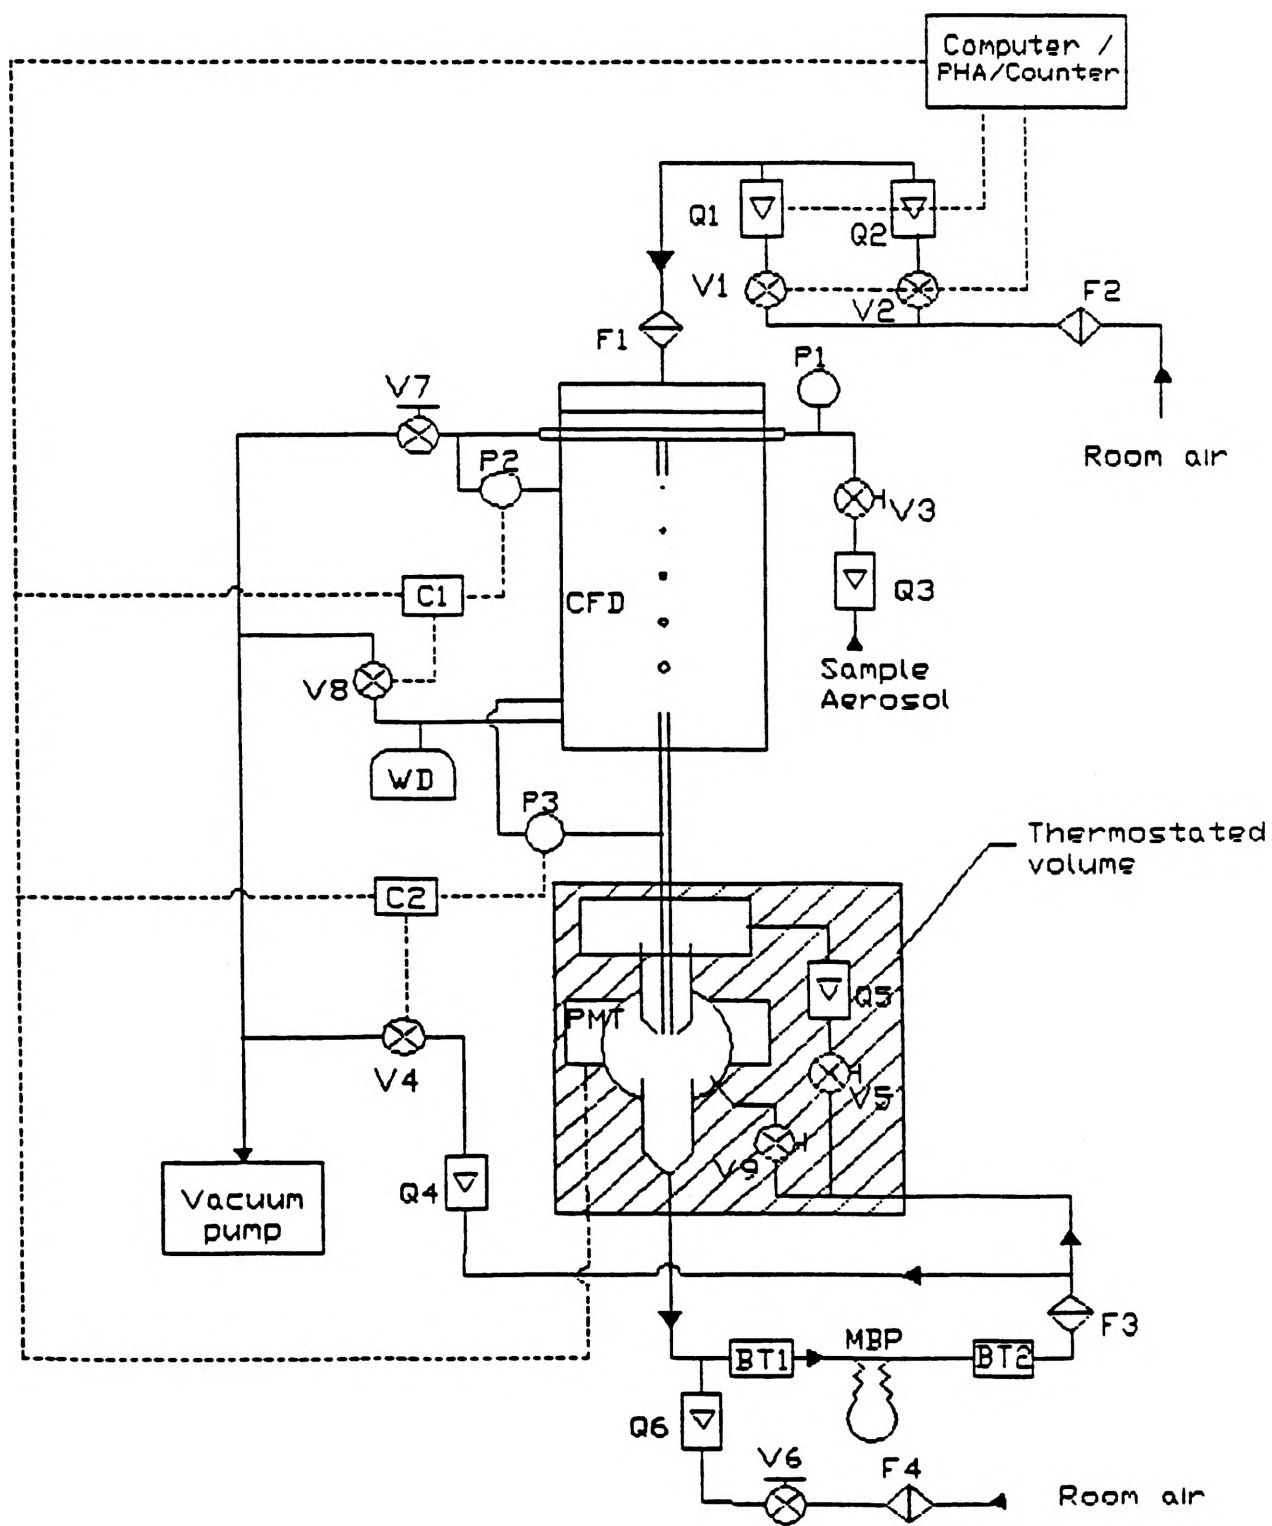 Computer /
PHA/Counter
Q1
Q2
V1
V2
F2
F1
P1
V7
Room air
P2
V3
C1
CFD
Q3
Sample
Aerosol
V8
WD
P3
Thermostated
volume
C2
Q5
PMT
V4
V5
V9
Q4
Vacuum
pump
F3
MBP
BT1
BT2
Q6
V6
F4
Room air